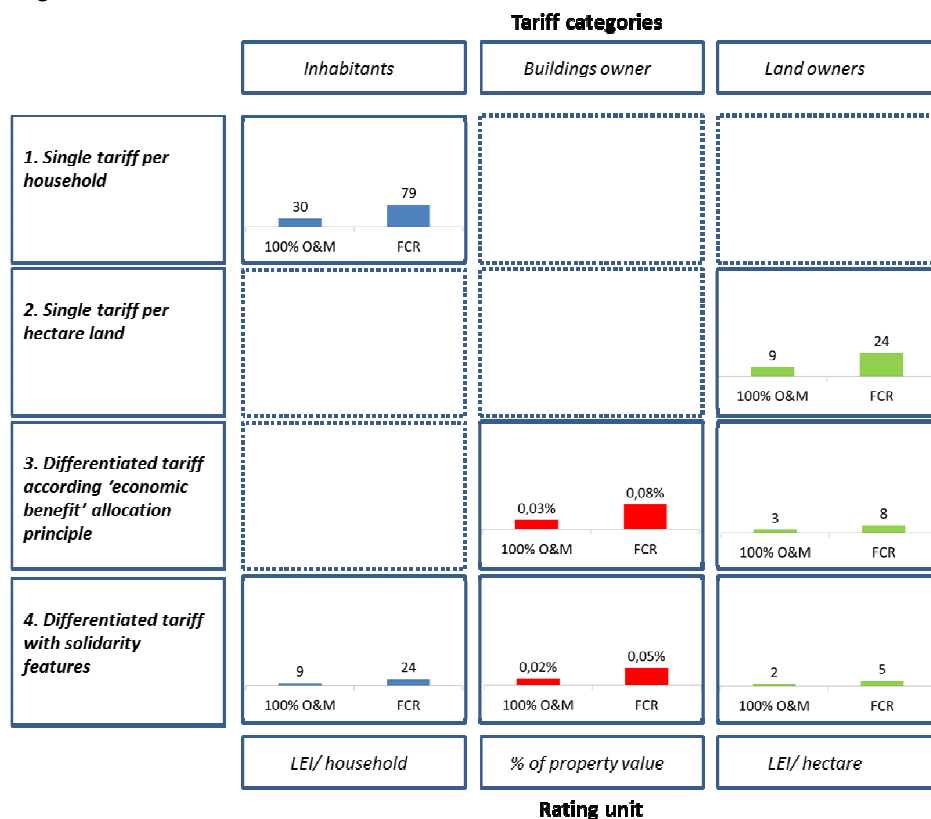 Tariff categories
Inhabitants
Buildings owner
Land owners
1. Single tariff per
household
30
79
100% O&M
FCR
2. Single tariff per
hectare land
9
24
100% O&M
FCR
3. Differentiated tariff
according ‘economic
benefit’ allocation
principle
0,03%
0,08%
100% O&M
FCR
3
8
100% O&M
FCR
4. Differentiated tariff
with solidarity
features
9
24
100% O&M
FCR
0,02%
0,05%
100% O&M
FCR
2
5
100% O&M
FCR
LEI/ household
% of property value
LEI/ hectare
Rating unit